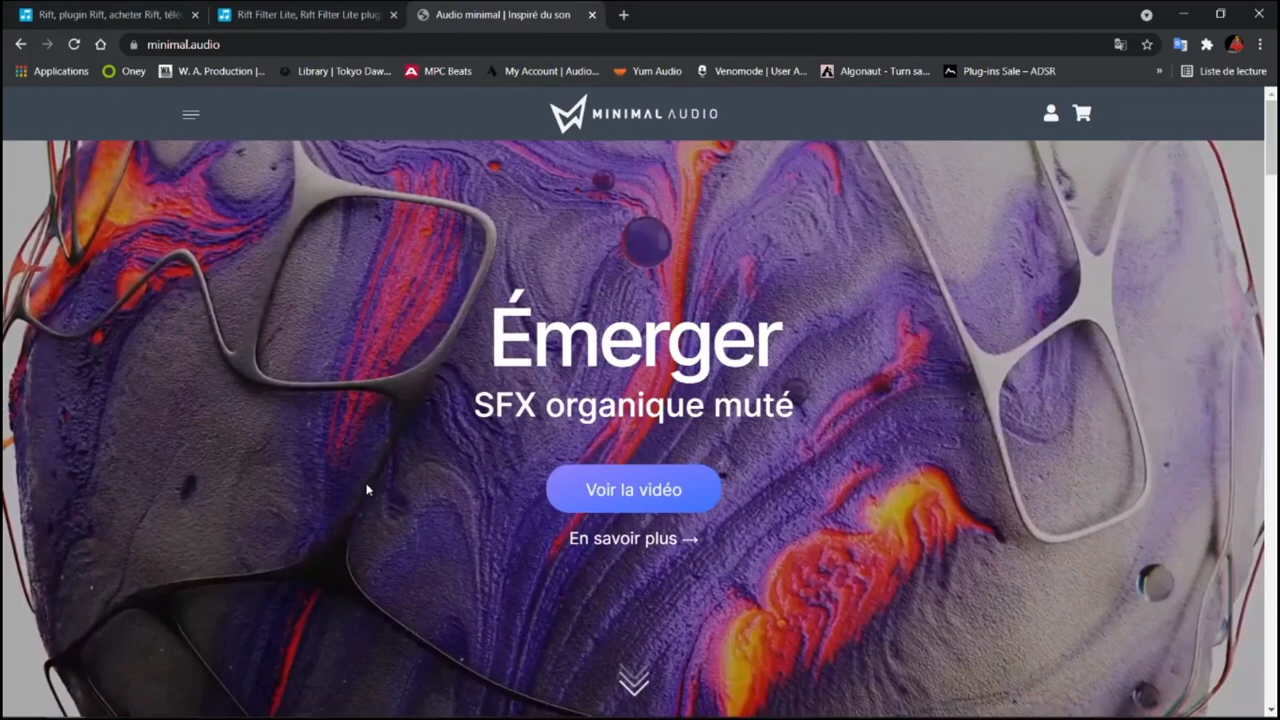 Rift, plugin Rift, acheter Rift, télé
Rift Filter Lite, Rift Filter Lite plug
Audio minimal | Inspiré du son
minimal.audio
Applications
Oney
W. A. Production |...
Library | Tokyo Daw...
MPC Beats
My Account | Audio...
Yum Audio
Venomode | User A...
Algonaut - Turn sa...
Plug-ins Sale – ADSR
»
Liste de lecture
MINIMAL AUDIO
Émerger
SFX organique muté
Voir la vidéo
En savoir plus →